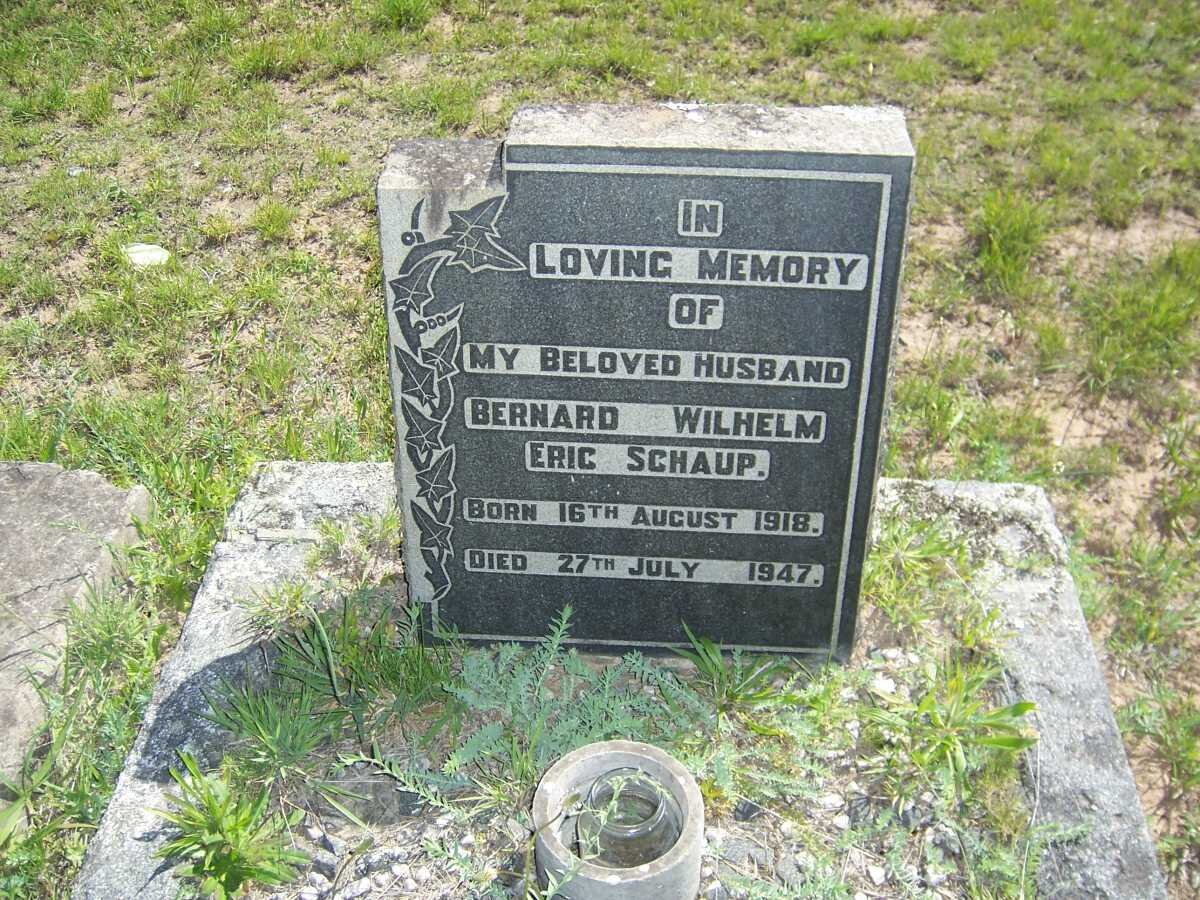 IN
LOVING MEMORY
OF
MY BELOVED HUSBAND
BERNARD WILHELM
ERIC SCHAUP.
BORN 16TH AUGUST 1918.
DIED 27TH JULY 1947.